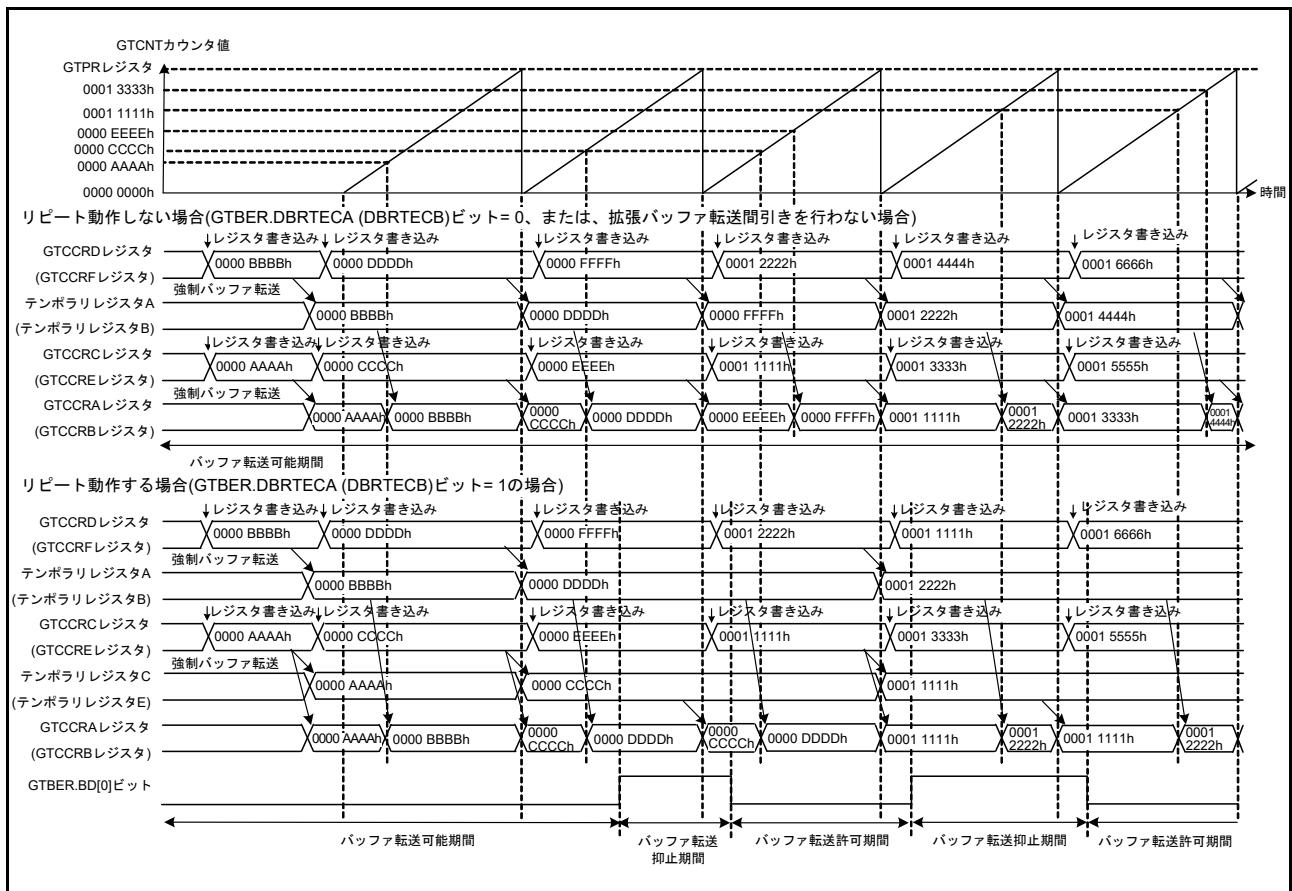 GTCNTカウンタ値
GTPRレジスタ
0001 3333h
0001 1111h
0000 EEEEh
0000 CCCCh
0000 AAAAh
0000 0000h
時間
リピート動作しない場合(GTBER.DBRTECA (DBRTECB)ビット= 0、または、拡張バッファ転送間引きを行わない場合)
↓レジスタ書き込み ↓レジスタ書き込み ↓レジスタ書き込み ↓レジスタ書き込み ↓レジスタ書き込み ↓レジスタ書き込み
GTCCRDレジスタ
(GTCCRFレジスタ)
0000 BBBBh 0000 DDDDh 0000 FFFFh 0001 2222h 0001 4444h 0001 6666h
強制バッファ転送
テンポラリレジスタA
(テンポラリレジスタB)
0000 BBBBh 0000 DDDDh 0000 FFFFh 0001 2222h 0001 4444h
↓レジスタ書き込み ↓レジスタ書き込み ↓レジスタ書き込み ↓レジスタ書き込み ↓レジスタ書き込み ↓レジスタ書き込み
GTCCRCレジスタ
(GTCCREレジスタ)
0000 AAAAh 0000 CCCCh 0000 EEEEh 0001 1111h 0001 3333h 0001 5555h
強制バッファ転送
GTCCRAレジスタ
(GTCCRBレジスタ)
0000 AAAAh 0000 BBBBh 0000 CCCCh 0000 DDDDh 0000 EEEEh 0000 FFFFh 0001 1111h 0001 2222h 0001 3333h 0001 4444h
バッファ転送可能期間
リピート動作する場合(GTBER.DBRTECA (DBRTECB)ビット= 1の場合)
↓レジスタ書き込み ↓レジスタ書き込み ↓レジスタ書き込み ↓レジスタ書き込み ↓レジスタ書き込み ↓レジスタ書き込み
GTCCRDレジスタ
(GTCCRFレジスタ)
0000 BBBBh 0000 DDDDh 0000 FFFFh 0001 2222h 0001 1111h 0001 6666h
強制バッファ転送
テンポラリレジスタA
(テンポラリレジスタB)
0000 BBBBh 0000 DDDDh 0001 2222h
↓レジスタ書き込み ↓レジスタ書き込み ↓レジスタ書き込み ↓レジスタ書き込み ↓レジスタ書き込み ↓レジスタ書き込み
GTCCRCレジスタ
(GTCCREレジスタ)
0000 AAAAh 0000 CCCCh 0000 EEEEh 0001 1111h 0001 3333h 0001 5555h
強制バッファ転送
テンポラリレジスタC
(テンポラリレジスタE)
0000 AAAAh 0000 CCCCh 0001 1111h
GTCCRAレジスタ
(GTCCRBレジスタ)
0000 AAAAh 0000 BBBBh 0000 CCCCh 0000 DDDDh 0000 CCCCh 0000 DDDDh 0001 1111h 0001 2222h 0001 1111h 0001 2222h
GTBER.BD[0]ビット
バッファ転送可能期間 バッファ転送抑止期間 バッファ転送許可期間 バッファ転送抑止期間 バッファ転送許可期間